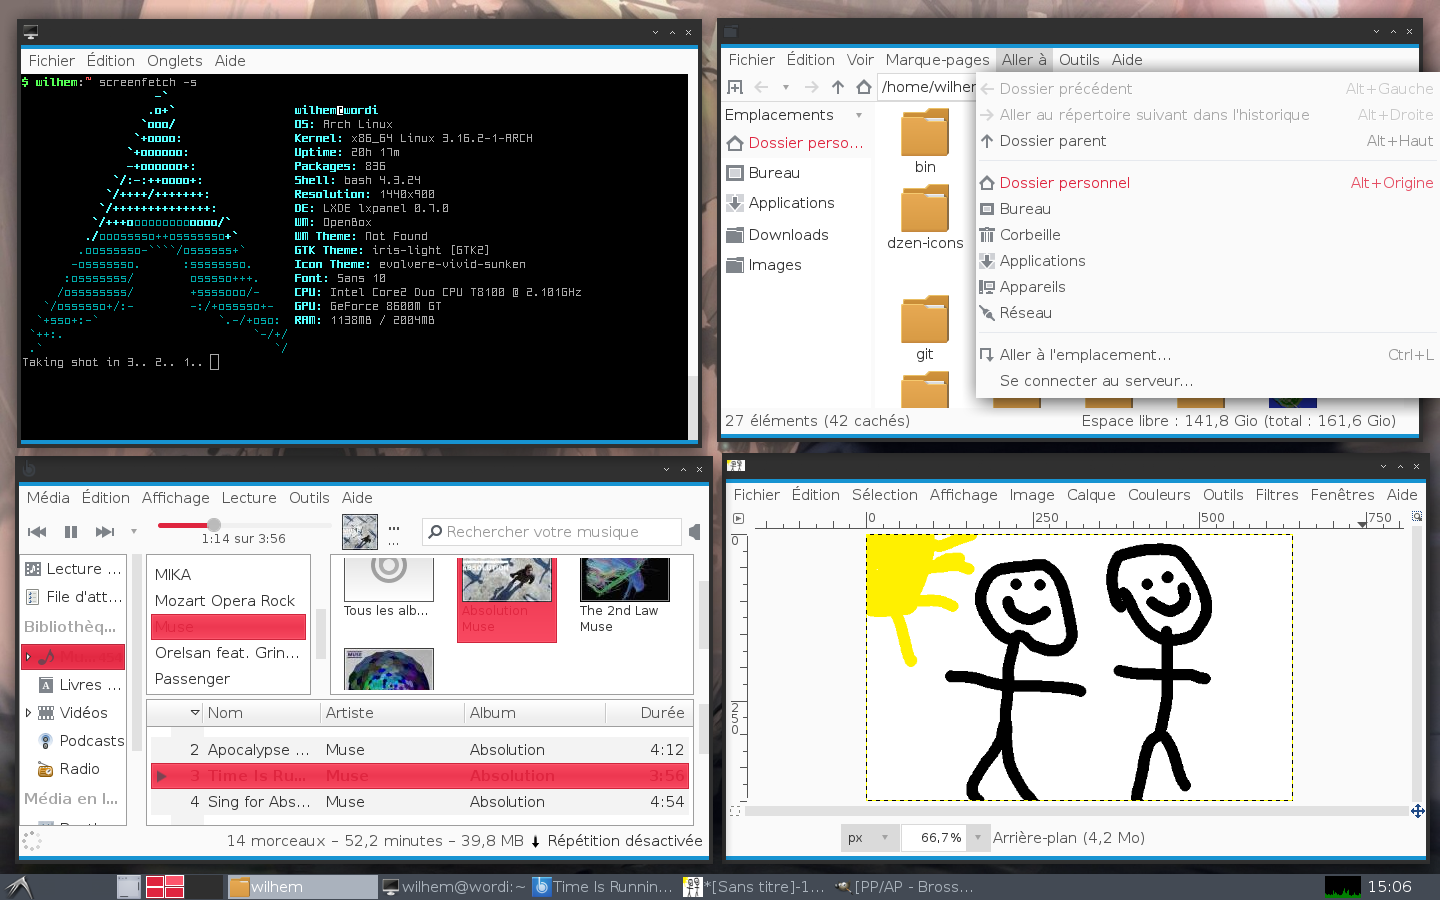 Fichier Édition Onglets Aide
$ wilhem:~ screenfetch -s
wilhem@wordi
OS: Arch Linux
Kernel: x86_64 Linux 3.16.2-1-ARCH
Uptime: 20h 17m
Packages: 836
Shell: bash 4.3.24
Resolution: 1440x900
DE: LXDE lxpanel 0.7.0
WM: OpenBox
WM Theme: Not Found
GTK Theme: iris-light [GTK2]
Icon Theme: evolvere-vivid-sunken
Font: Sans 10
CPU: Intel Core2 Duo CPU T8100 @ 2.101GHz
GPU: GeForce 8600M GT
RAM: 1138MB / 2004MB
Taking shot in 3.. 2.. 1..
Fichier Édition Voir Marque-pages Aller à Outils Aide
/home/wilhem
Emplacements
Dossier perso...
Bureau
Applications
Downloads
Images
bin
dzen-icons
git
Dossier précédent Alt+Gauche
Aller au répertoire suivant dans l'historique Alt+Droite
Dossier parent Alt+Haut
Dossier personnel Alt+Origine
Bureau
Corbeille
Applications
Appareils
Réseau
Aller à l'emplacement... Ctrl+L
Se connecter au serveur...
27 éléments (42 cachés) Espace libre : 141,8 Gio (total : 161,6 Gio)
Média Édition Affichage Lecture Outils Aide
1:14 sur 3:56
...
...
Rechercher votre musique
Lecture ...
File d'att...
Bibliothèq...
Livres ...
Vidéos
Podcasts
Radio
Média en l...
MIKA
Mozart Opera Rock
Muse
Orelsan feat. Grin...
Passenger
Tous les alb...
ABSOLUTION
Absolution
Muse
The 2nd Law
Muse
MUSE
Nom Artiste Album Durée
2 Apocalypse ... Muse Absolution 4:12
3 Time Is Ru... Muse Absolution 3:56
4 Sing for Abs... Muse Absolution 4:54
14 morceaux – 52,2 minutes – 39,8 MB Répétition désactivée
Fichier Édition Sélection Affichage Image Calque Couleurs Outils Filtres Fenêtres Aide
0 250 500 750
0
250
px 66,7% Arrière-plan (4,2 Mo)
wilhem wilhem@wordi: ~ Time Is Runnin... *[Sans titre]-1... [PP/AP - Bross... 15:06